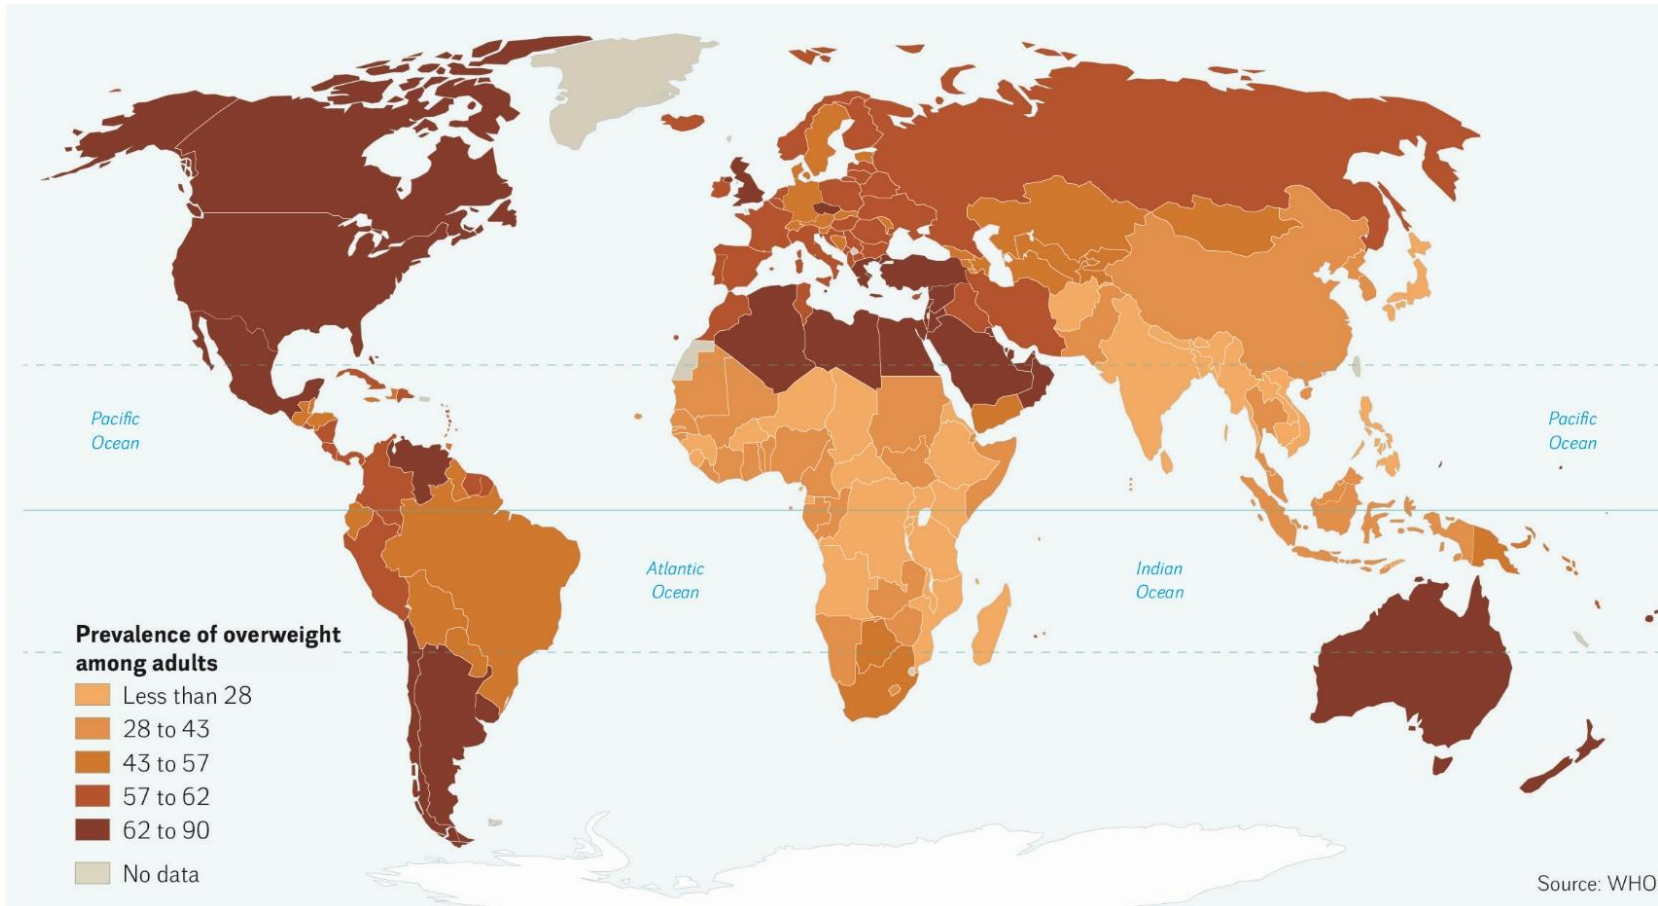 Pacific
Ocean
Pacific
Ocean
Atlantic
Ocean
Indian
Ocean
Prevalence of overweight
among adults
Less than 28
28 to 43
43 to 57
57 to 62
62 to 90
No data
Source: WHO